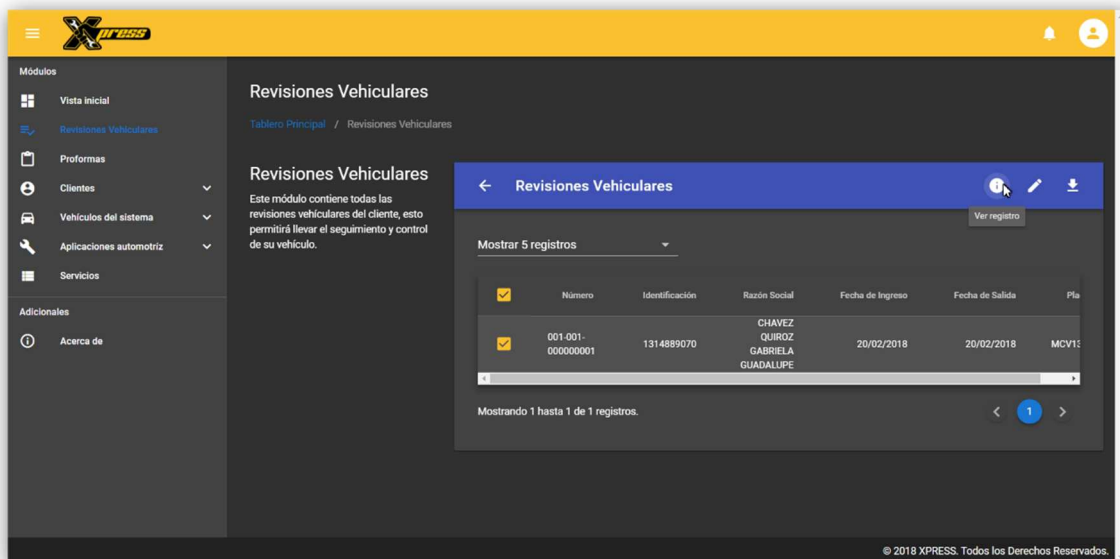 Xpress
Módulos
Vista inicial
Revisiones Vehiculares
Proformas
Clientes
Vehículos del sistema
Aplicaciones automotríz
Servicios
Adicionales
Acerca de
Revisiones Vehiculares
Tablero Principal / Revisiones Vehiculares
Revisiones Vehiculares
Este módulo contiene todas las
revisiones vehículares del cliente, esto
permitirá llevar el seguimiento y control
de su vehículo.
Revisiones Vehiculares
Ver registro
Mostrar 5 registros
Número Identificación Razón Social Fecha de Ingreso Fecha de Salida Pla
001-001-
000000001
1314889070
CHAVEZ
QUIROZ
GABRIELA
GUADALUPE
20/02/2018 20/02/2018 MCV13
Mostrando 1 hasta 1 de 1 registros.
1
© 2018 XPRESS. Todos los Derechos Reservados.